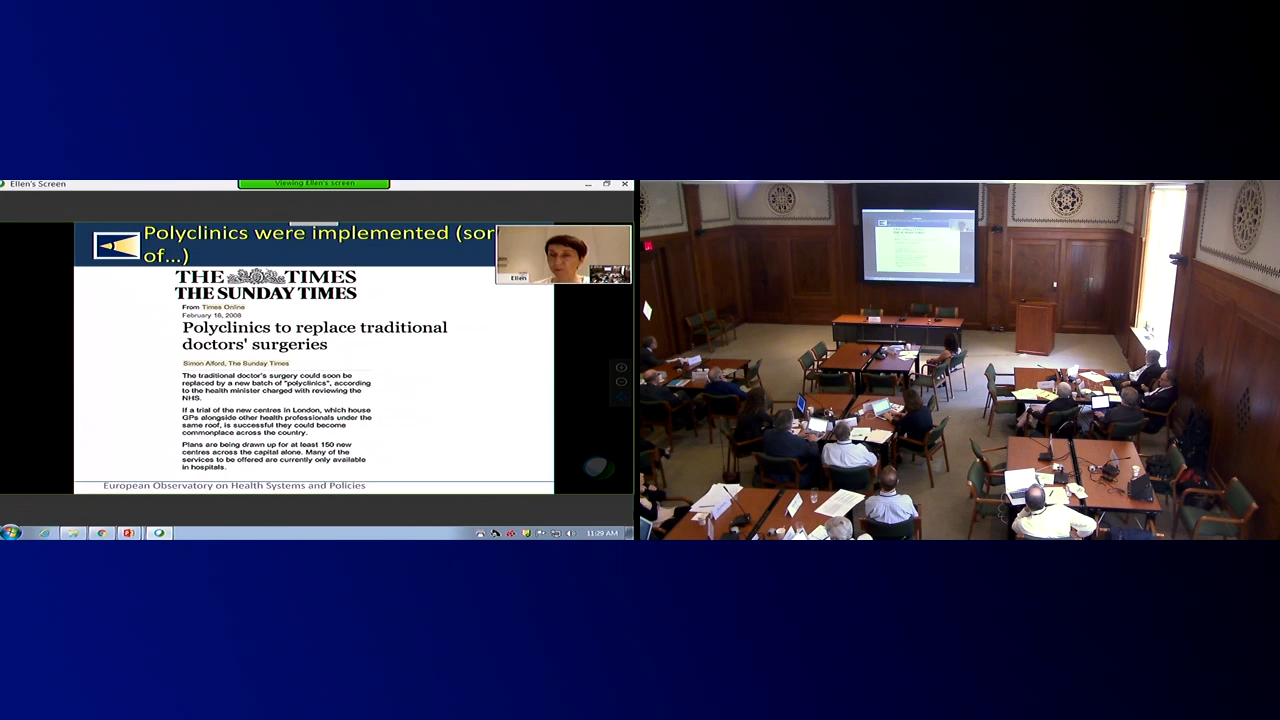 Ellen's Screen
Viewing Ellen's screen
Polyclinics were implemented (sor
of...)
Ellen
THE TIMES
THE SUNDAY TIMES
From Times Online
February 18, 2008
Polyclinics to replace traditional
doctors' surgeries
Simon Alford, The Sunday Times
The traditional doctor's surgery could soon be
replaced by a new batch of "polyclinics", according
to the health minister charged with reviewing the
NHS.
If a trial of the new centres in London, which house
GPs alongside other health professionals under the
same roof, is successful they could become
commonplace across the country.
Plans are being drawn up for at least 150 new
centres across the capital alone. Many of the
services to be offered are currently only available
in hospitals.
European Observatory on Health Systems and Policies
11:29 AM